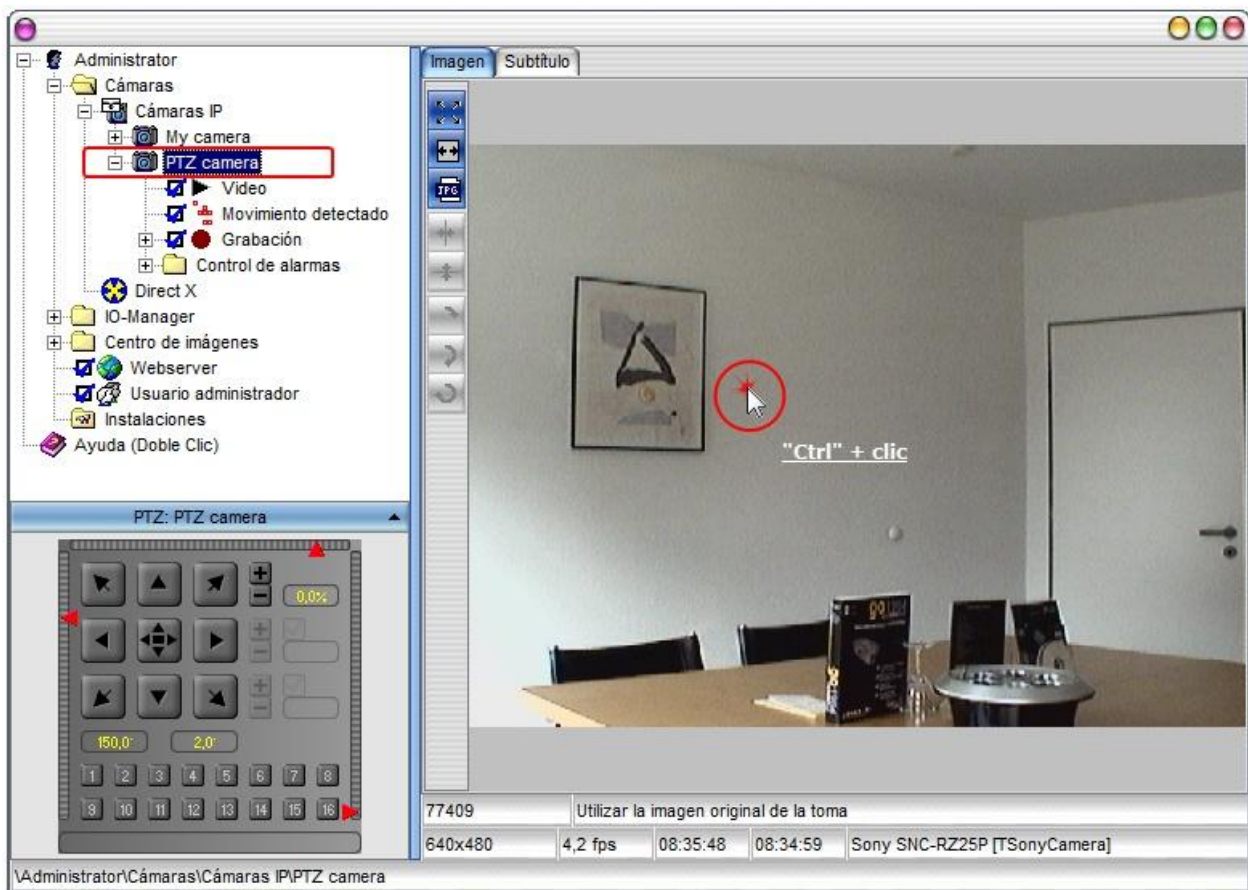 Administrator
Cámaras
Cámaras IP
My camera
PTZ camera
Video
Movimiento detectado
Grabación
Control de alarmas
Direct X
IO-Manager
Centro de imágenes
Webserver
Usuario administrador
Instalaciones
Ayuda (Doble Clic)
PTZ: PTZ camera
0,0%
150,0°
2,0°
1 2 3 4 5 6 7 8
9 10 11 12 13 14 15 16
Imagen Subtítulo
JPG
"Ctrl" + clic
go
77409 Utilizar la imagen original de la toma
640x480 4,2 fps 08:35:48 08:34:59 Sony SNC-RZ25P [TSonyCamera]
\Administrator\Cámaras\Cámaras IP\PTZ camera